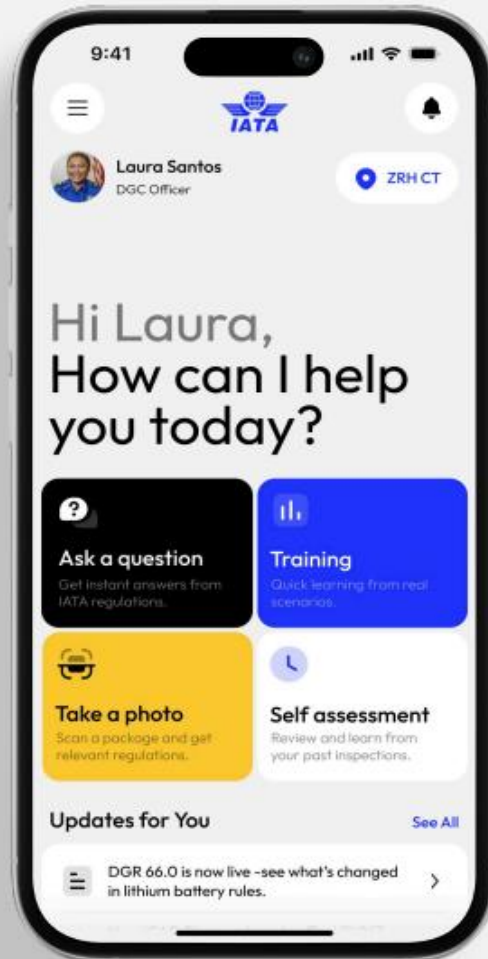 9:41
IATA
Laura Santos
DGC Officer
ZRH CT
Hi Laura,
How can I help
you today?
Ask a question
Get instant answers from
IATA regulations.
Training
Quick learning from real
scenarios.
Take a photo
Scan a package and get
relevant regulations.
Self assessment
Review and learn from
your past inspections.
Updates for You
See All
DGR 66.0 is now live -see what's changed
in lithium battery rules.